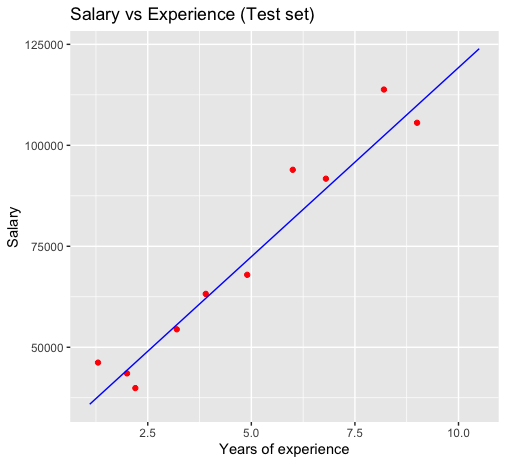 Salary vs Experience (Test set)
125000
100000
75000
50000
Salary
2.5 5.0 7.5 10.0
Years of experience